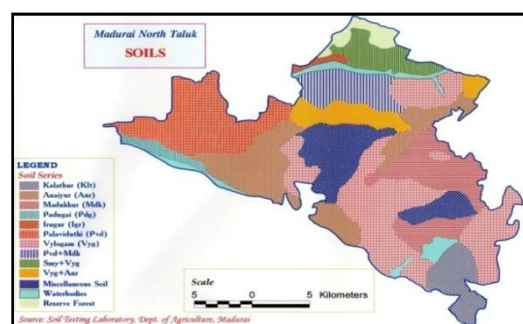 Madurai North Taluk
SOILS
LEGEND
Soil Series
Kalathur (Klt)
Anaiyur (Anr)
Madukkur (Mdk)
Padugai (Pdg)
Irugur (Igr)
Palaviduthi (Pvd)
Vylogam (Vyg)
Pvd+Mdk
Smy+Vyg
Vyg+Anr
Miscellaneous Soil
Waterbodies
Reserve Forest
Scale
5 0 5 Kilometers
Source: Soil Testing Laboratory, Dept. of Agriculture, Madurai